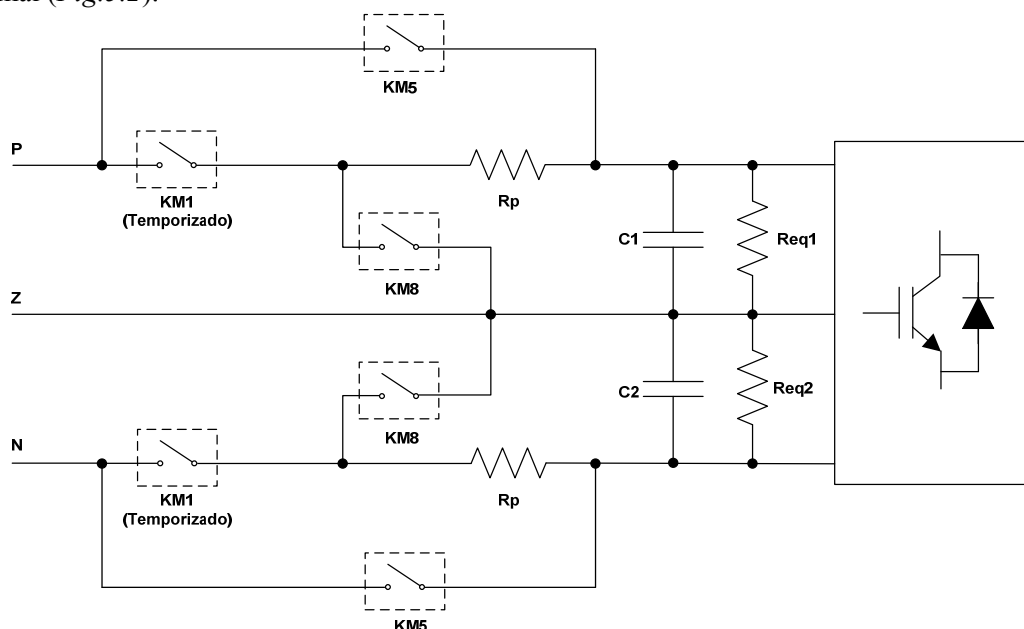 KM5
P
KM1
(Temporizado)
Rp
KM8
C1
Req1
Z
KM8
C2
Req2
N
KM1
(Temporizado)
Rp
KM5